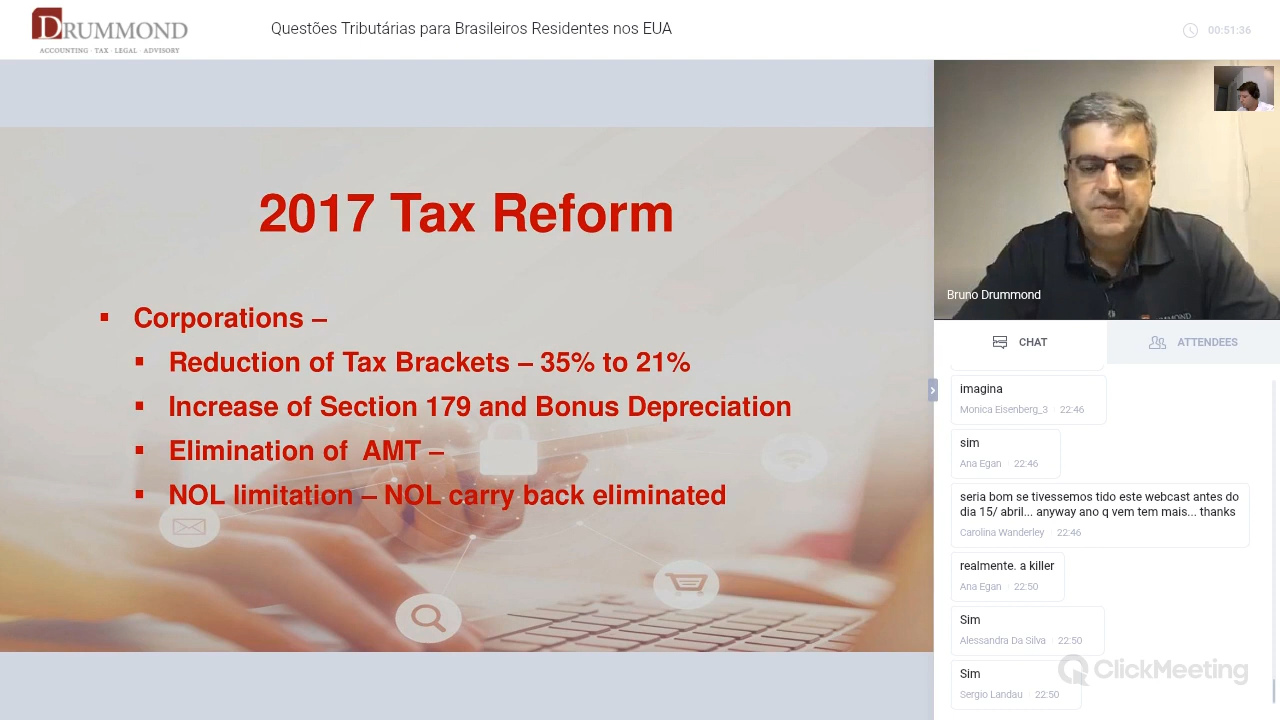 DRUMMOND
ACCOUNTING · TAX · LEGAL · ADVISORY
Questões Tributárias para Brasileiros Residentes nos EUA
00:51:36
2017 Tax Reform
▪ Corporations –
▪ Reduction of Tax Brackets – 35% to 21%
▪ Increase of Section 179 and Bonus Depreciation
▪ Elimination of AMT –
▪ NOL limitation – NOL carry back eliminated
Bruno Drummond
CHAT
ATTENDEES
imagina
Monica Eisenberg_3 · 22:46
sim
Ana Egan · 22:46
seria bom se tivessemos tido este webcast antes do
dia 15/ abril... anyway ano q vem tem mais... thanks
Carolina Wanderley · 22:46
realmente. a killer
Ana Egan · 22:50
Sim
Alessandra Da Silva · 22:50
Sim
Sergio Landau · 22:50
ClickMeeting